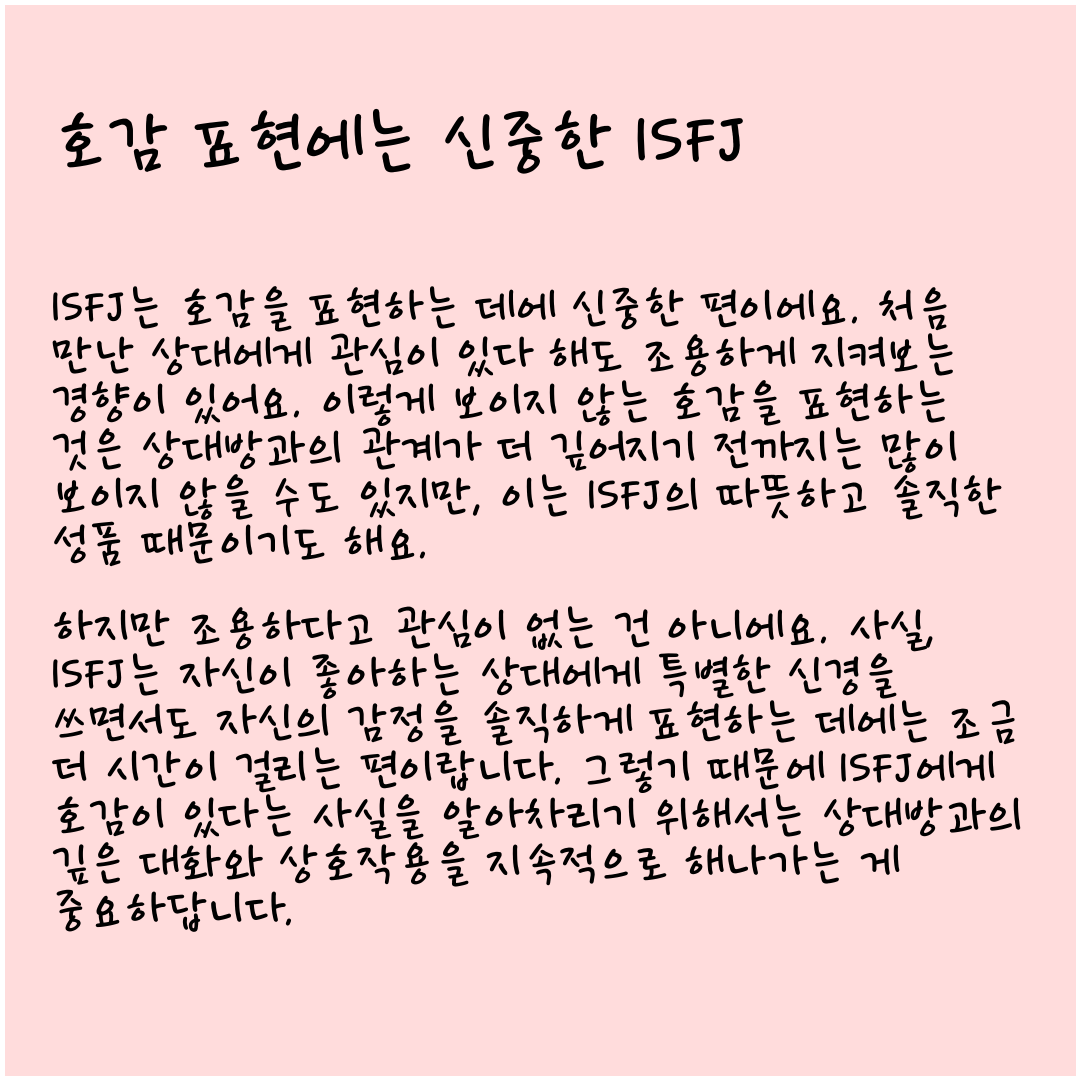 호감 표현에는 신중한 ISFJ
ISFJ는 호감을 표현하는 데에 신중한 편이에요. 처음
만난 상대에게 관심이 있다 해도 조용하게 지켜보는
경향이 있어요. 이렇게 보이지 않는 호감을 표현하는
것은 상대방과의 관계가 더 깊어지기 전까지는 많이
보이지 않을 수도 있지만, 이는 ISFJ의 따뜻하고 솔직한
성품 때문이기도 해요.
하지만 조용하다고 관심이 없는 건 아니에요. 사실,
ISFJ는 자신이 좋아하는 상대에게 특별한 신경을
쓰면서도 자신의 감정을 솔직하게 표현하는 데에는 조금
더 시간이 걸리는 편이랍니다. 그렇기 때문에 ISFJ에게
호감이 있다는 사실을 알아차리기 위해서는 상대방과의
깊은 대화와 상호작용을 지속적으로 해나가는 게
중요하답니다.